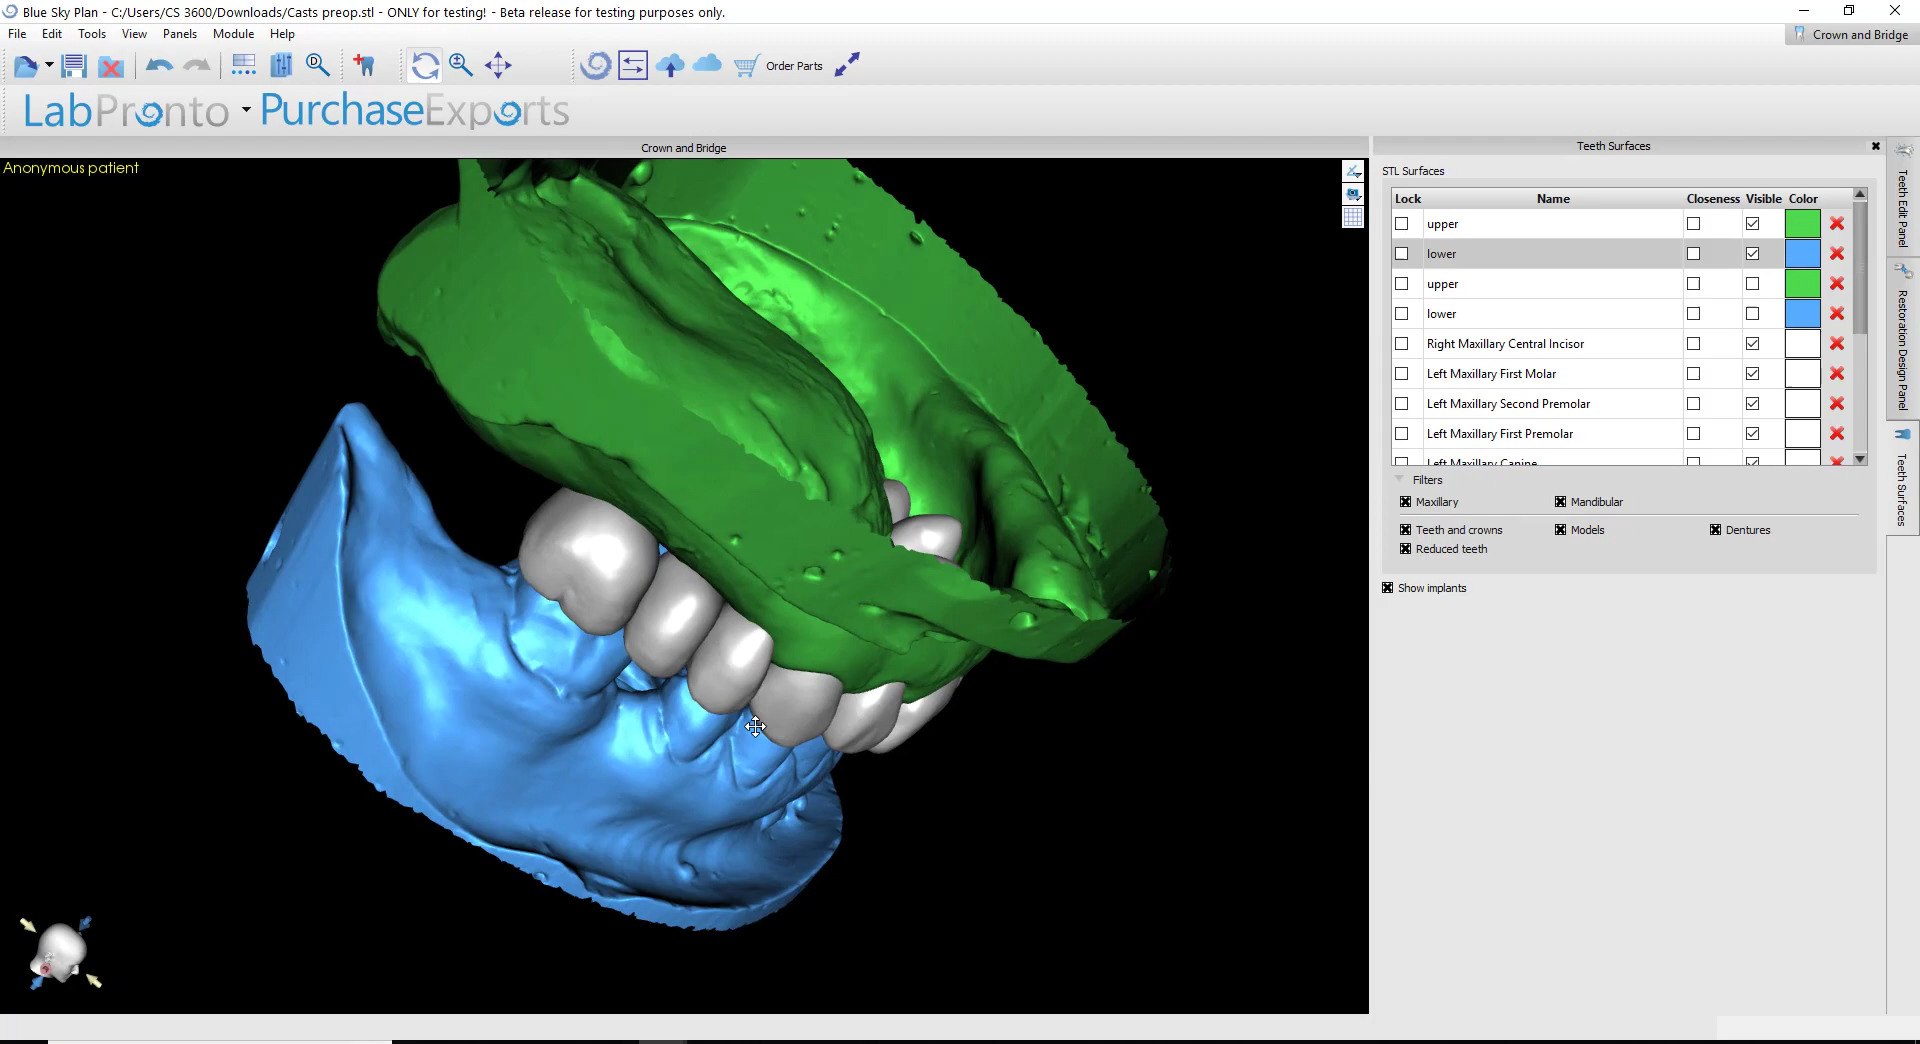 Blue Sky Plan - C:/Users/CS 3600/Downloads/Casts preop.stl - ONLY for testing! - Beta release for testing purposes only.
File Edit Tools View Panels Module Help
Crown and Bridge
D
Order Parts
LabPronto PurchaseExports
Crown and Bridge
Teeth Surfaces
Anonymous patient
STL Surfaces
Lock Name Closeness Visible Color
upper
lower
upper
lower
Right Maxillary Central Incisor
Left Maxillary First Molar
Left Maxillary Second Premolar
Left Maxillary First Premolar
Left Maxillary Canine
Filters
Maxillary Mandibular
Teeth and crowns Models Dentures
Reduced teeth
Show implants
Teeth Edit Panel
Restoration Design Panel
Teeth Surfaces